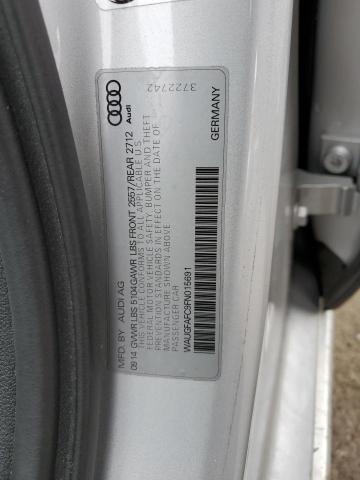 MFD. BY AUDI AG
09 14 GVWR LBS 5104 GAWR LBS FRONT 2557/REAR 2712
THIS VEHICLE CONFORMS TO ALL APPLICABLE U.S.
FEDERAL MOTOR VEHICLE SAFETY, BUMPER AND THEFT
PREVENTION STANDARDS IN EFFECT ON THE DATE OF
MANUFACTURE SHOWN ABOVE.
PASSENGER CAR
WAUGFAFC9FN015691
Audi
3722742
GERMANY